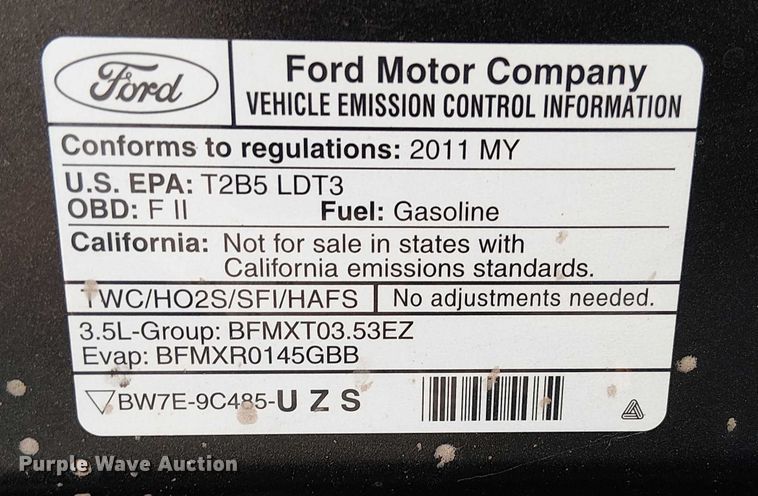 Ford
Ford Motor Company
VEHICLE EMISSION CONTROL INFORMATION
Conforms to regulations: 2011 MY
U.S. EPA: T2B5 LDT3
OBD: F II Fuel: Gasoline
California: Not for sale in states with
California emissions standards.
TWC/HO2S/SFI/HAFS No adjustments needed.
3.5L-Group: BFMXT03.53EZ
Evap: BFMXR0145GBB
BW7E-9C485-U Z S
Purple Wave Auction